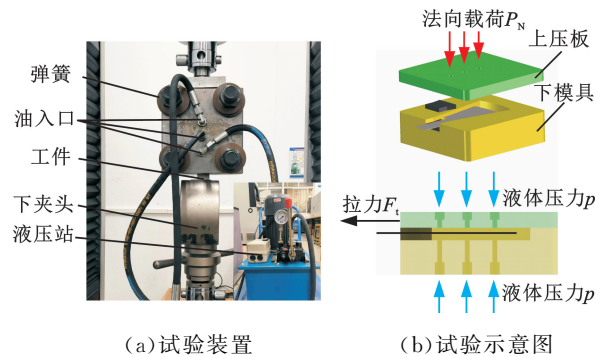 弹簧
油入口
工件
下夹头
液压站
(a)试验装置
法向载荷P_N
上压板
下模具
液体压力p
拉力F_t
液体压力p
(b)试验示意图